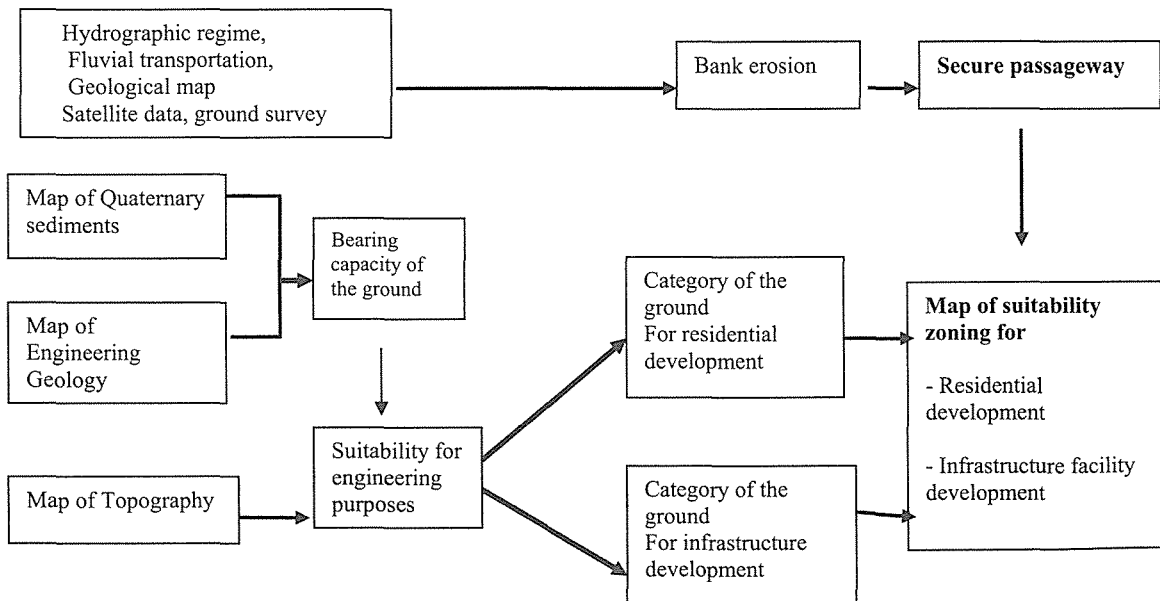 Hydrographic regime,
Fluvial transportation,
Geological map
Satellite data, ground survey
Bank erosion
Secure passageway
Map of Quaternary
sediments
Bearing
capacity of
the ground
Map of
Engineering
Geology
Category of the
ground
For residential
development
Map of suitability
zoning for
- Residential
development
- Infrastructure facility
development
Map of Topography
Suitability for
engineering
purposes
Category of the
ground
For infrastructure
development